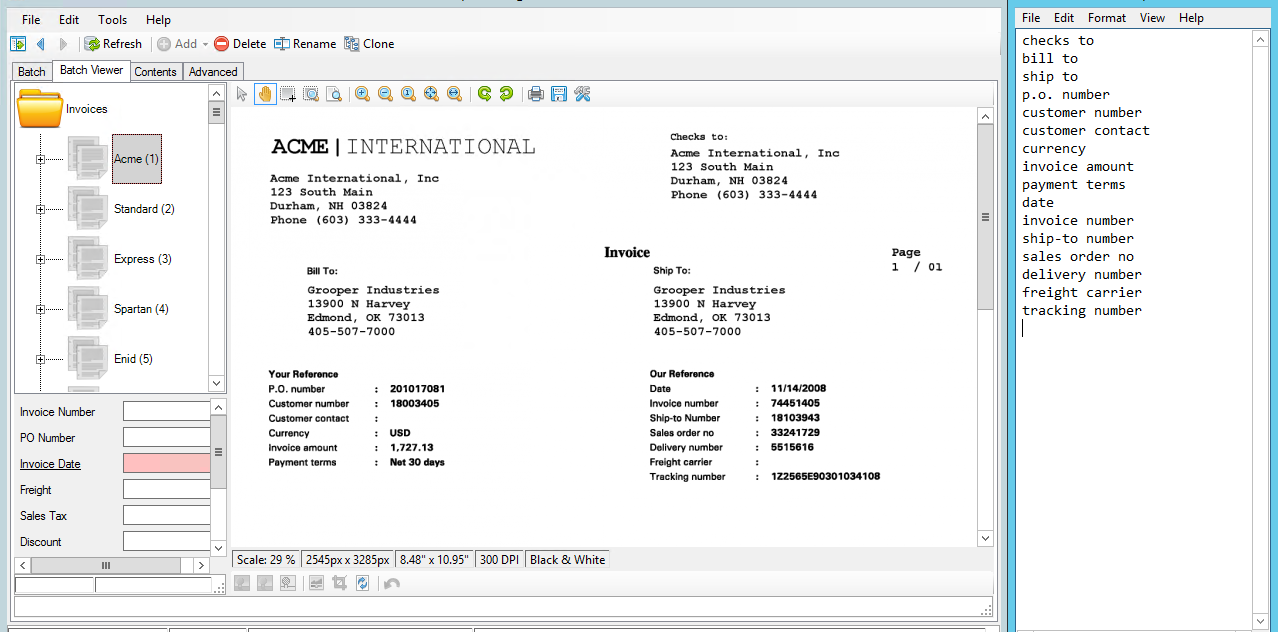 File Edit Tools Help
Refresh Add Delete Rename Clone
Batch Batch Viewer Contents Advanced
Invoices
Acme (1)
Standard (2)
Express (3)
Spartan (4)
Enid (5)
Invoice Number
PO Number
Invoice Date
Freight
Sales Tax
Discount
ACME | INTERNATIONAL
Acme International, Inc
123 South Main
Durham, NH 03824
Phone (603) 333-4444
Checks to:
Acme International, Inc
123 South Main
Durham, NH 03824
Phone (603) 333-4444
Invoice
Page
1 / 01
Bill To:
Grooper Industries
13900 N Harvey
Edmond, OK 73013
405-507-7000
Ship To:
Grooper Industries
13900 N Harvey
Edmond, OK 73013
405-507-7000
Your Reference
P.O. number : 201017081
Customer number : 18003405
Customer contact :
Currency : USD
Invoice amount : 1,727.13
Payment terms : Net 30 days
Our Reference
Date : 11/14/2008
Invoice number : 74451405
Ship-to Number : 18103943
Sales order no : 33241729
Delivery number : 5515616
Freight carrier :
Tracking number : 1Z2565E90301034108
Scale: 29 % 2545px x 3285px 8.48" x 10.95" 300 DPI Black & White
File Edit Format View Help
checks to
bill to
ship to
p.o. number
customer number
customer contact
currency
invoice amount
payment terms
date
invoice number
ship-to number
sales order no
delivery number
freight carrier
tracking number